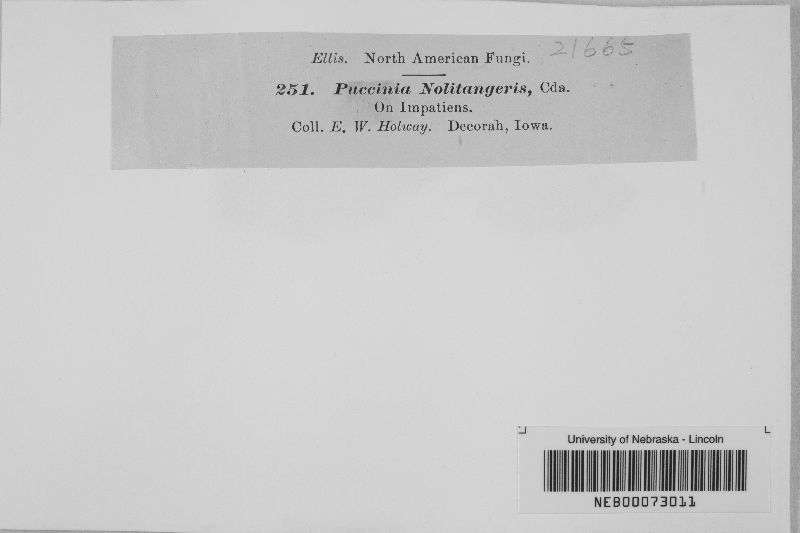 Ellis. North American Fungi. 21665
251. Puccinia Nolitangeris, Cda.
On Impatiens.
Coll. E. W. Holway. Decorah, Iowa.
University of Nebraska - Lincoln
NEB00073011